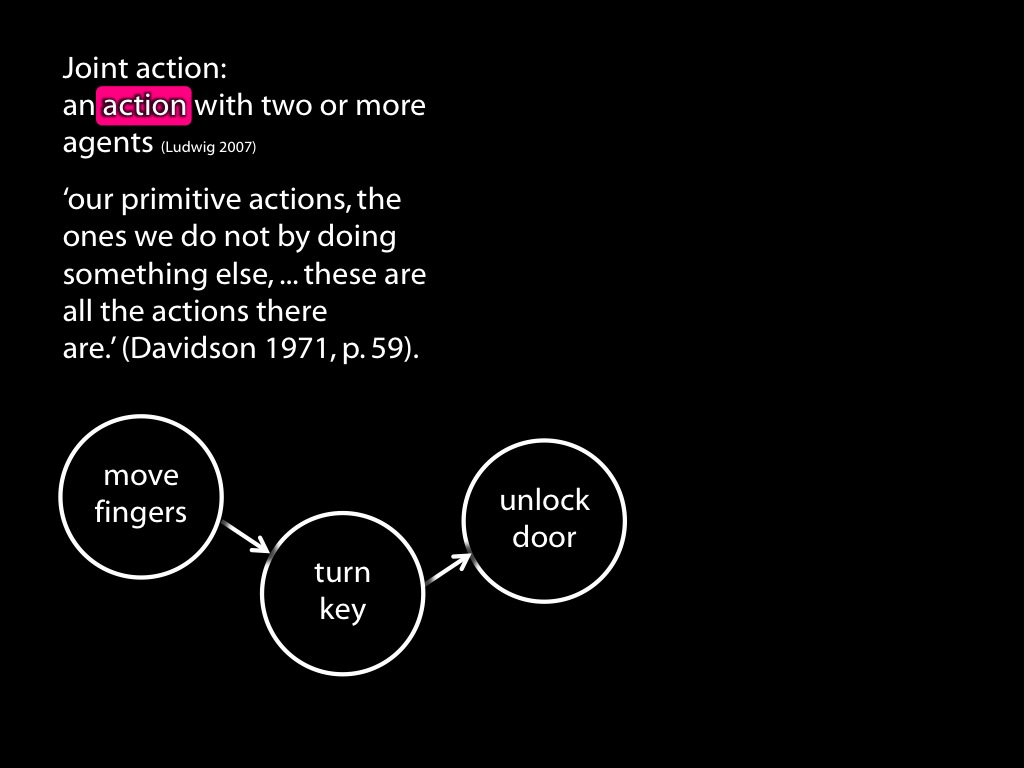 Joint action:
an action with two or more
agents (Ludwig 2007)
‘our primitive actions, the
ones we do not by doing
something else, ... these are
all the actions there
are.’ (Davidson 1971, p. 59).
move
fingers
turn
key
unlock
door